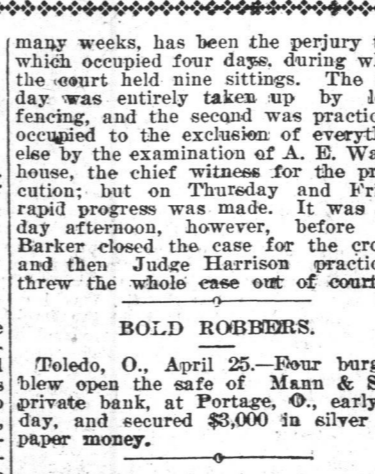 many weeks, has been the perjury
which occupied four days, during
the court held nine sittings. The
day was entirely taken up by
fencing, and the second was
occupied to the exclusion of
else by the examination of A. E.
house, the chief witness for the
cution; but on Thursday and
rapid progress was made. It was
day afternoon, however, before
Barker closed the case for the
and then Judge Harrison
threw the whole case out of court
BOLD ROBBERS.
Toledo, O., April 25.—Four
blew open the safe of Mann &
private bank, at Portage, O., early
day, and secured $3,000 in silver
paper money.